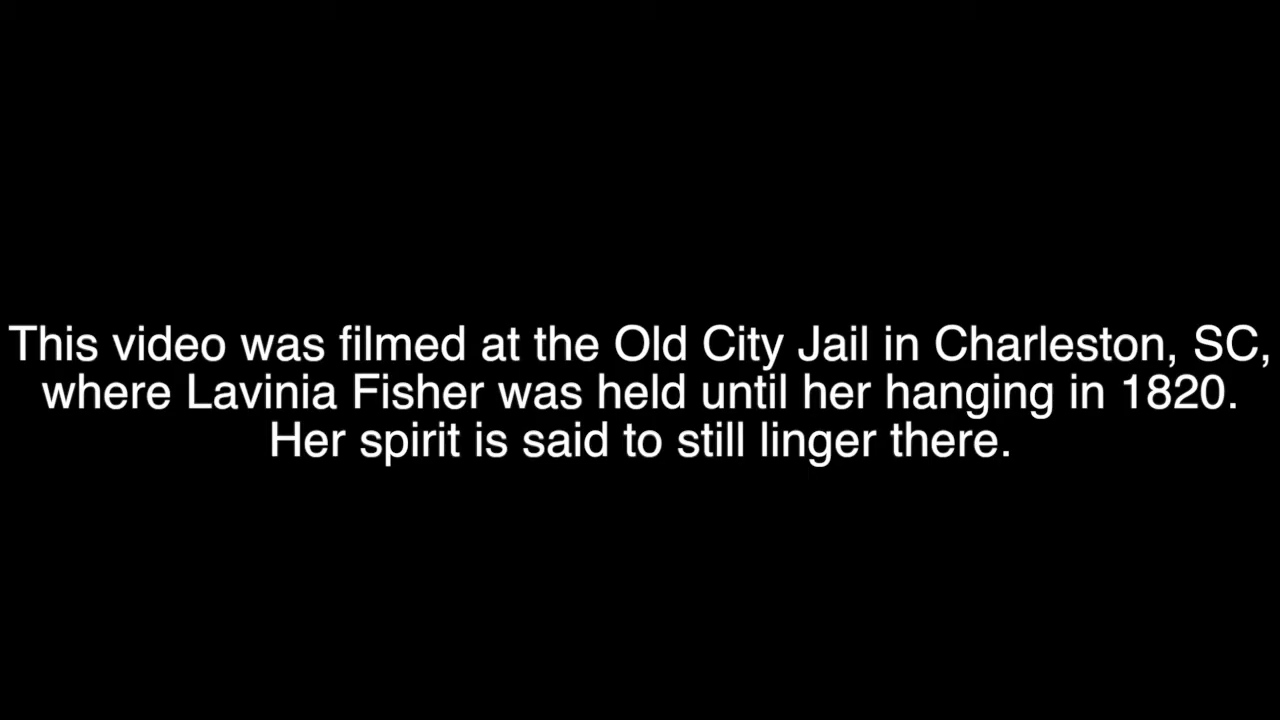 This video was filmed at the Old City Jail in Charleston, SC,
where Lavinia Fisher was held until her hanging in 1820.
Her spirit is said to still linger there.